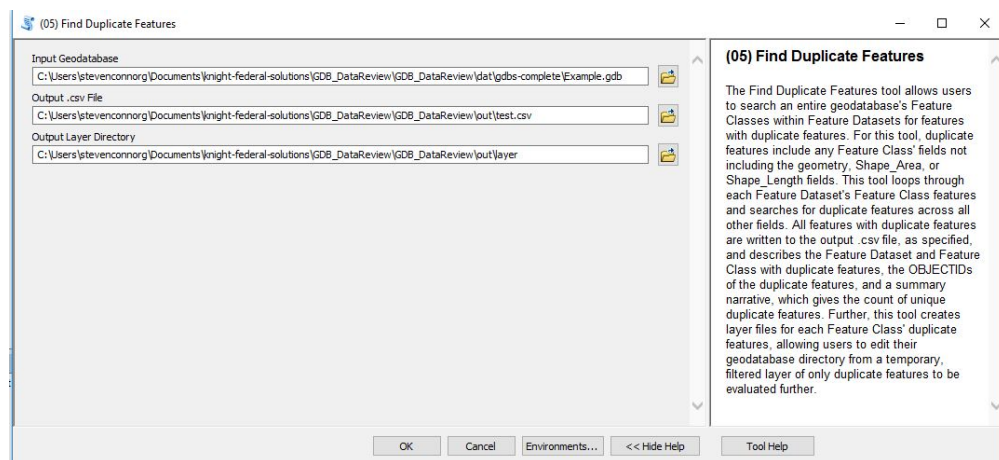 (05) Find Duplicate Features
Input Geodatabase
C:\Users\stevenconnorg\Documents\knight-federal-solutions\GDB_DataReview\GDB_DataReview\dat\gdbs-complete\Example.gdb
Output .csv File
C:\Users\stevenconnorg\Documents\knight-federal-solutions\GDB_DataReview\GDB_DataReview\out\test.csv
Output Layer Directory
C:\Users\stevenconnorg\Documents\knight-federal-solutions\GDB_DataReview\GDB_DataReview\out\layer
(05) Find Duplicate Features
The Find Duplicate Features tool allows users
to search an entire geodatabase's Feature
Classes within Feature Datasets for features
with duplicate features. For this tool, duplicate
features include any Feature Class' fields not
including the geometry, Shape_Area, or
Shape_Length fields. This tool loops through
each Feature Dataset's Feature Class features
and searches for duplicate features across all
other fields. All features with duplicate features
are written to the output .csv file, as specified,
and describes the Feature Dataset and Feature
Class with duplicate features, the OBJECTIDs
of the duplicate features, and a summary
narrative, which gives the count of unique
duplicate features. Further, this tool creates
layer files for each Feature Class' duplicate
features, allowing users to edit their
geodatabase directory from a temporary,
filtered layer of only duplicate features to be
evaluated further.
OK
Cancel
Environments...
<< Hide Help
Tool Help